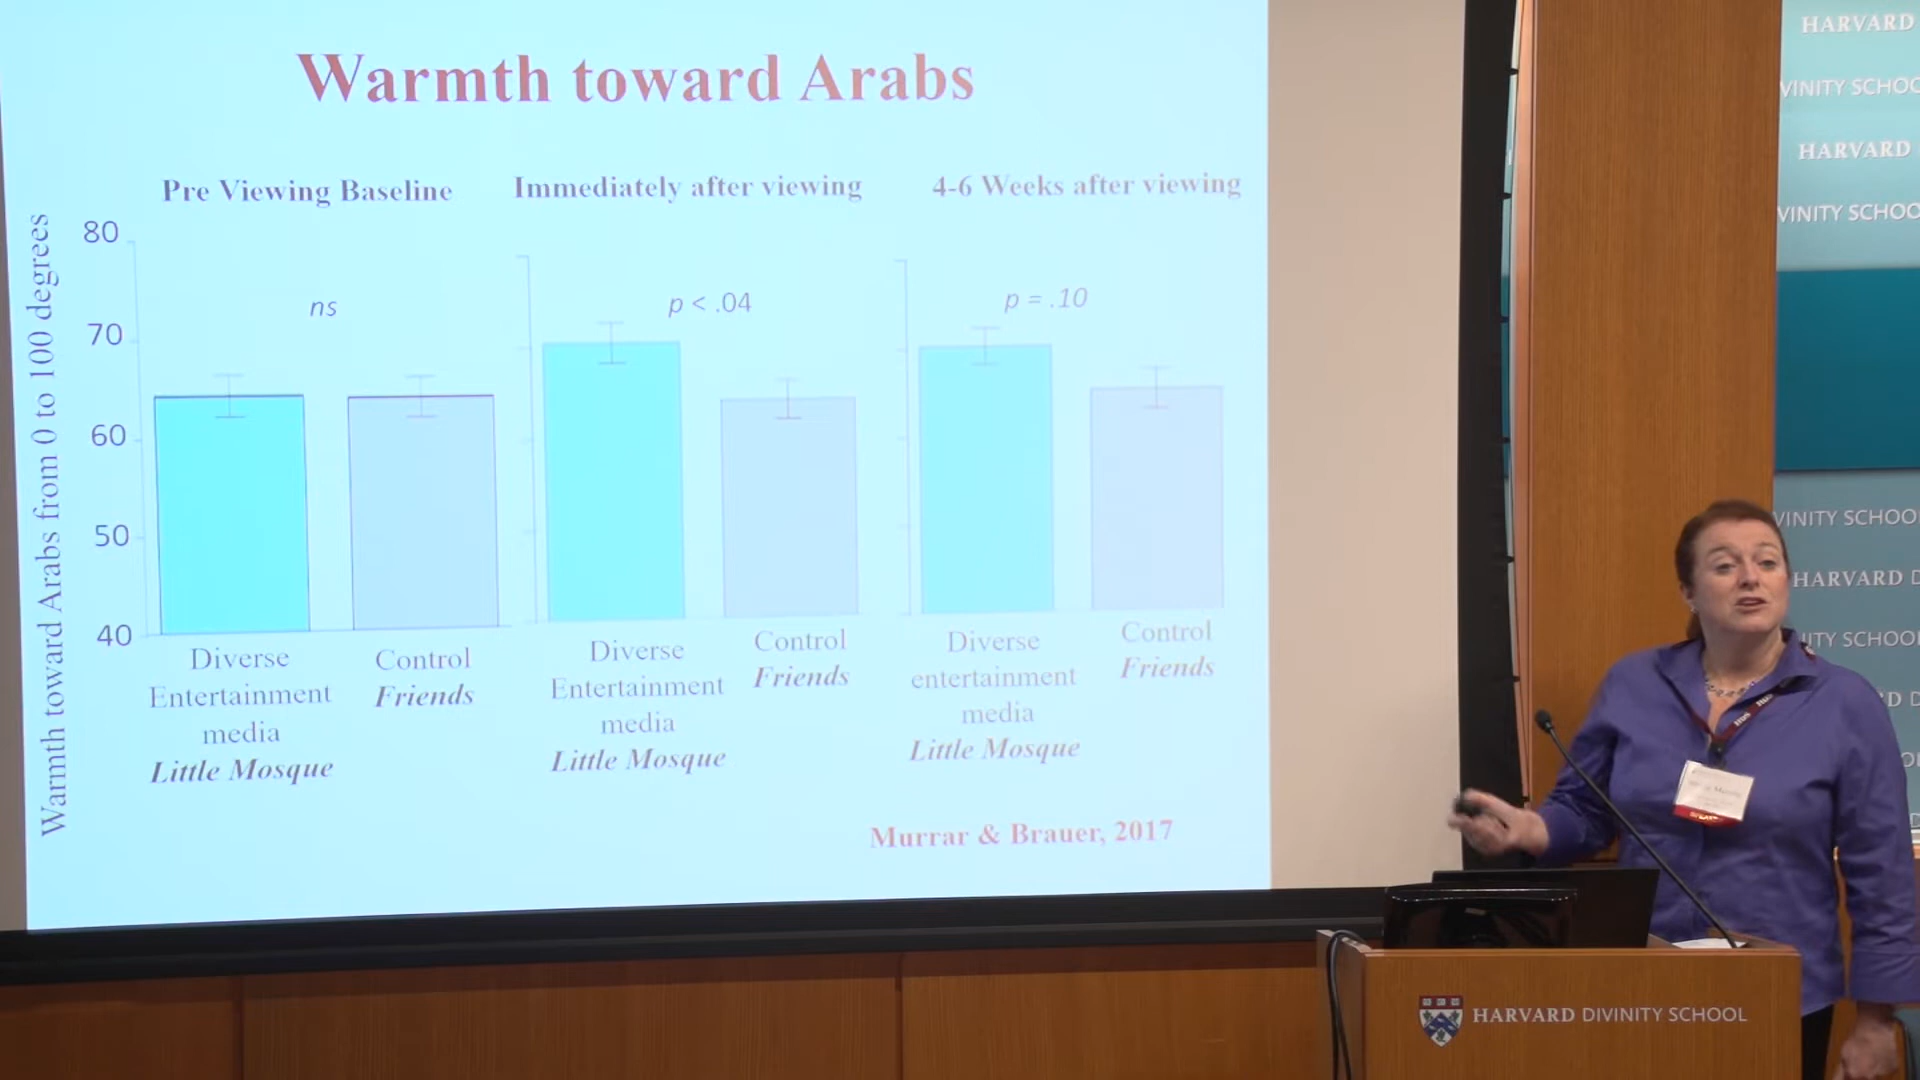 Warmth toward Arabs
Warmth toward Arabs from 0 to 100 degrees
Pre Viewing Baseline
80
70
60
50
40
ns
Diverse
Entertainment
media
Little Mosque
Control
Friends
Immediately after viewing
p < .04
Diverse
Entertainment
media
Little Mosque
Control
Friends
4-6 Weeks after viewing
p = .10
Diverse
entertainment
media
Little Mosque
Control
Friends
Murrar & Brauer, 2017
HARVARD
VINITY SCHOO
HARVARD
VINITY SCHOO
VINITY SCHOOL
HARVARD D
ITY SCHOO
HARVARD DIVINITY SCHOOL